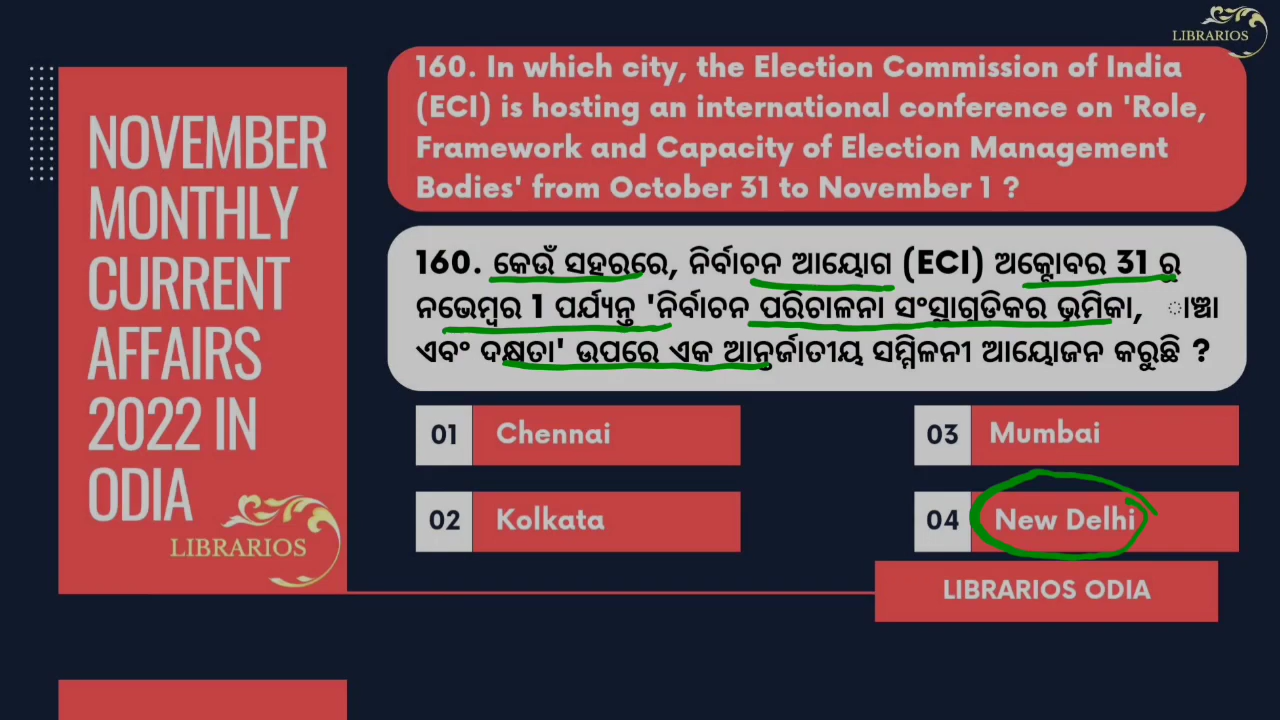 LIBRARIOS
NOVEMBER
MONTHLY
CURRENT
AFFAIRS
2022 IN
ODIA
LIBRARIOS
160. In which city, the Election Commission of India
(ECI) is hosting an international conference on 'Role,
Framework and Capacity of Election Management
Bodies' from October 31 to November 1 ?
160. କେଉଁ ସହରରେ, ନିର୍ବାଚନ ଆୟୋଗ (ECI) ଅକ୍ଟୋବର 31 ରୁ
ନଭେମ୍ବର 1 ପର୍ଯ୍ୟନ୍ତ 'ନିର୍ବାଚନ ପରିଚାଳନା ସଂସ୍ଥାଗୁଡିକର ଭୂମିକା, ାଞ୍ଚା
ଏବଂ ଦକ୍ଷତା' ଉପରେ ଏକ ଆନ୍ତର୍ଜାତୀୟ ସମ୍ମିଳନୀ ଆୟୋଜନ କରୁଛି ?
01 Chennai
03 Mumbai
02 Kolkata
04 New Delhi
LIBRARIOS ODIA